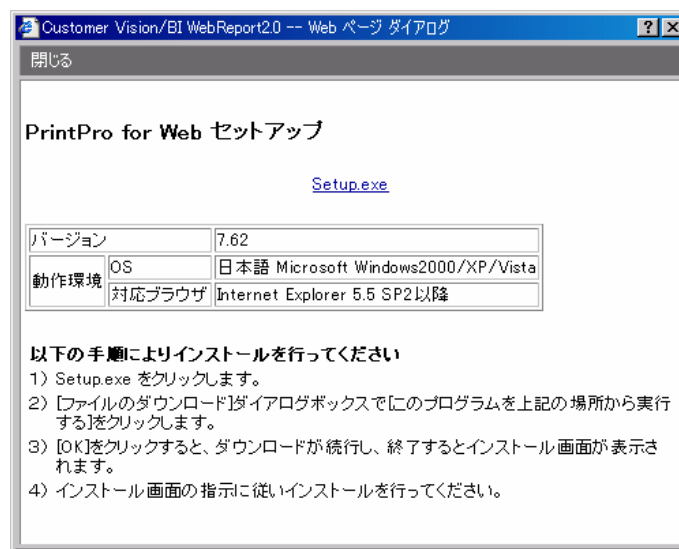 Customer Vision/BI WebReport2.0 -- Web ページ ダイアログ
閉じる
PrintPro for Web セットアップ
Setup.exe
バージョン 7.62
動作環境 OS 日本語 Microsoft Windows2000/XP/Vista
対応ブラウザ Internet Explorer 5.5 SP2以降
以下の手順によりインストールを行ってください
1) Setup.exe をクリックします。
2) [ファイルのダウンロード]ダイアログボックスで[このプログラムを上記の場所から実行
する]をクリックします。
3) [OK]をクリックすると、ダウンロードが続行し、終了するとインストール画面が表示さ
れます。
4) インストール画面の指示に従いインストールを行ってください。